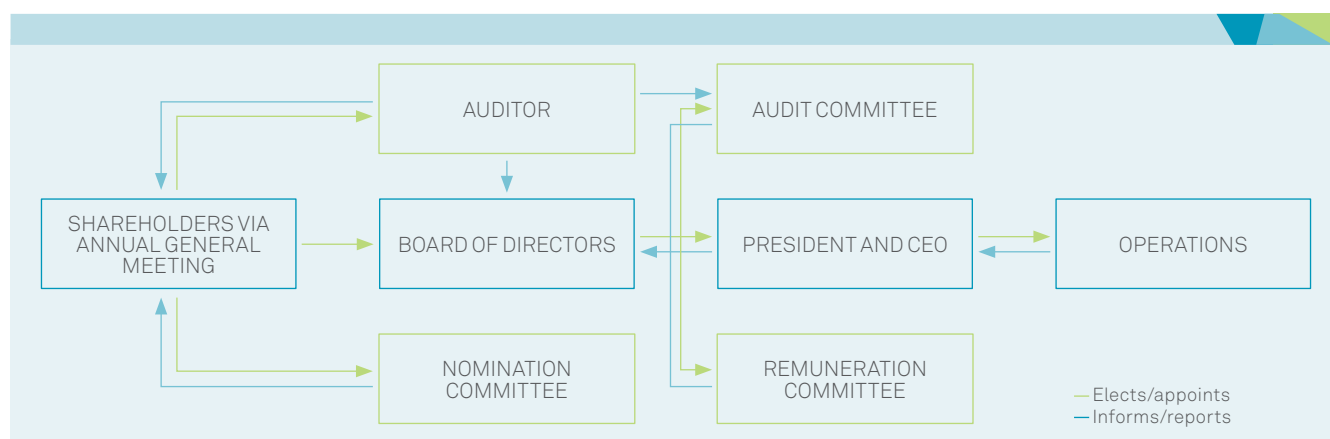 AUDITOR
AUDIT COMMITTEE
SHAREHOLDERS VIA
ANNUAL GENERAL
MEETING
BOARD OF DIRECTORS
PRESIDENT AND CEO
OPERATIONS
NOMINATION
COMMITTEE
REMUNERATION
COMMITTEE
Elects/appoints
Informs/reports